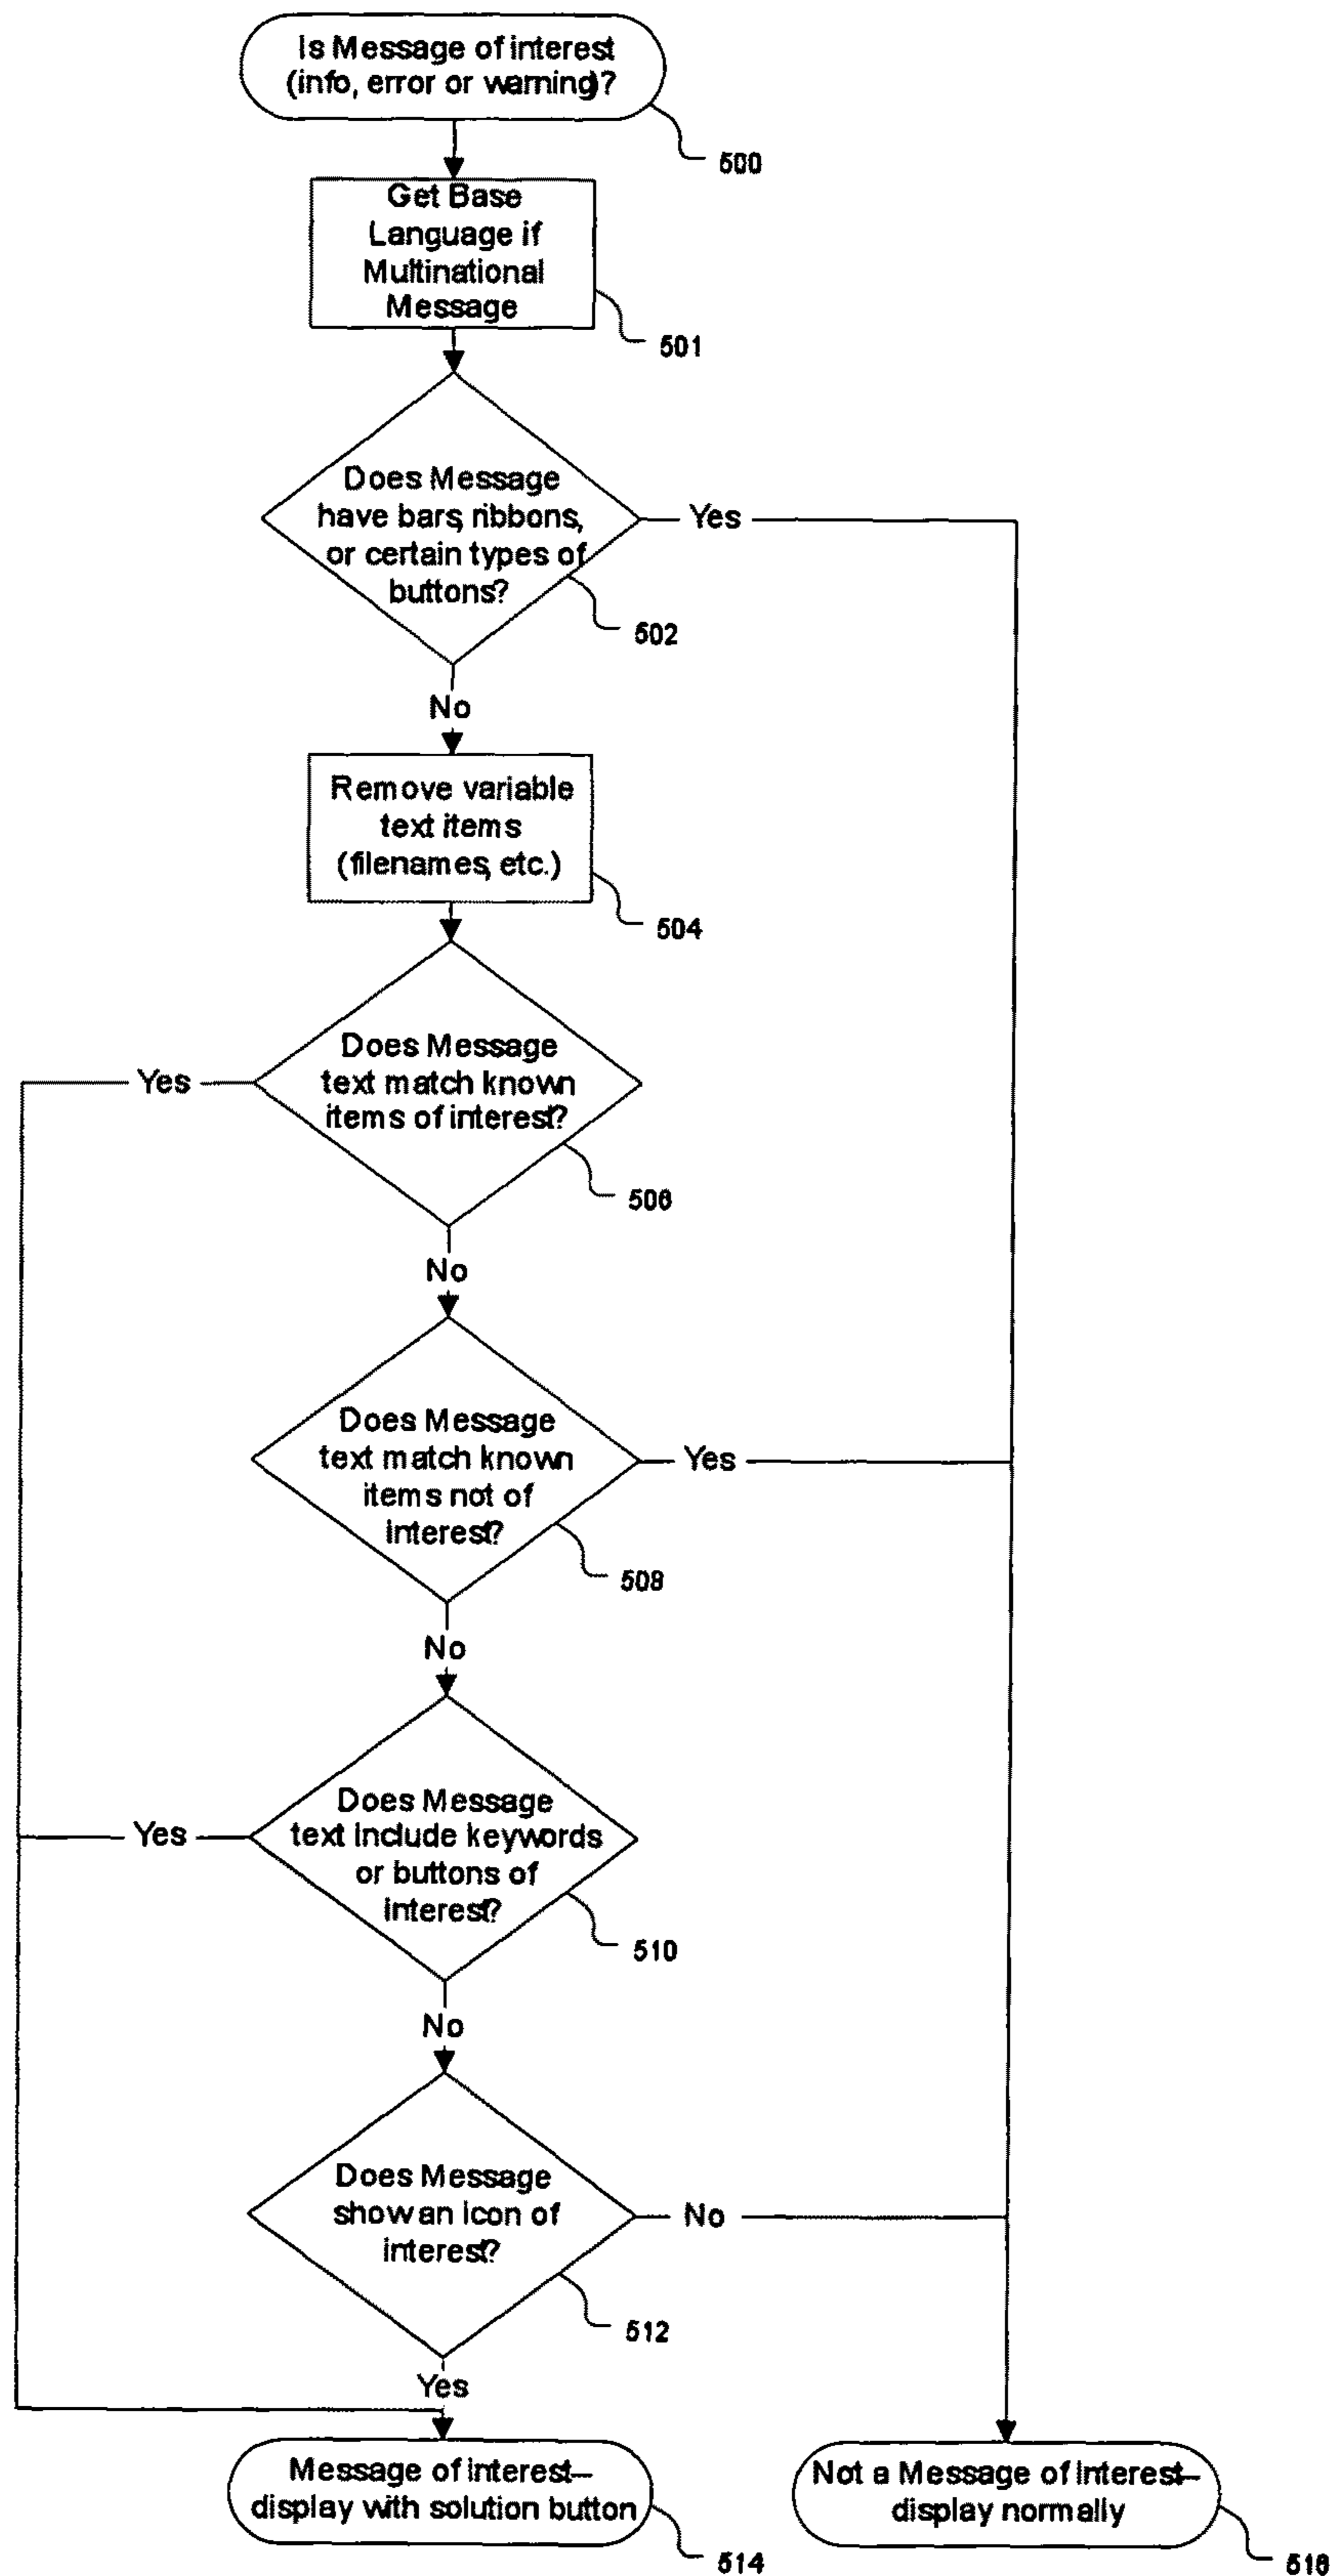 Is Message of interest
(info, error or warning)?
500
Get Base
Language if
Multinational
Message
501
Does Message
have bars, ribbons,
or certain types of
buttons?
Yes
502
No
Remove variable
text items
(filenames, etc.)
504
Does Message
text match known
items of interest?
Yes
506
No
Does Message
text match known
items not of
interest?
Yes
508
No
Does Message
text include keywords
or buttons of
interest?
Yes
510
No
Does Message
show an icon of
interest?
No
512
Yes
Message of interest–
display with solution button
514
Not a Message of interest–
display normally
516